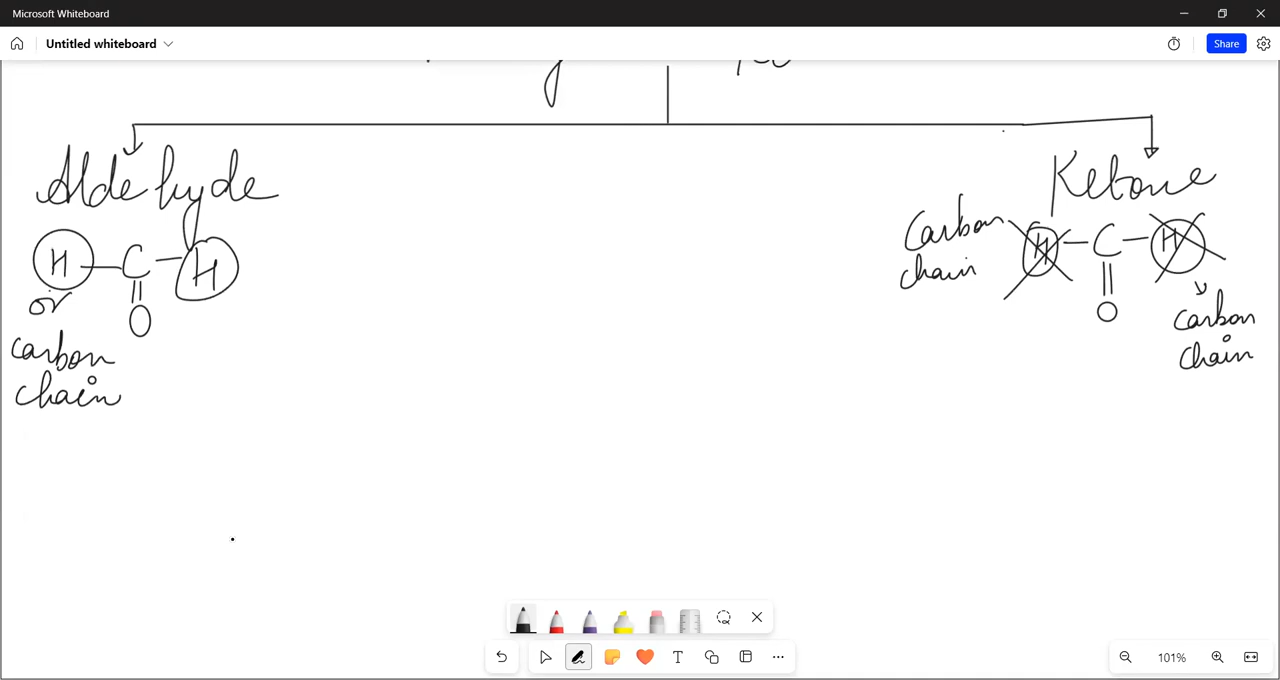 Microsoft Whiteboard
Untitled whiteboard
Share
Aldehyde
H - C - H
O
or
Carbon
chain
Ketone
Carbon
chain
H - C - H
O
Carbon
chain
T
101%